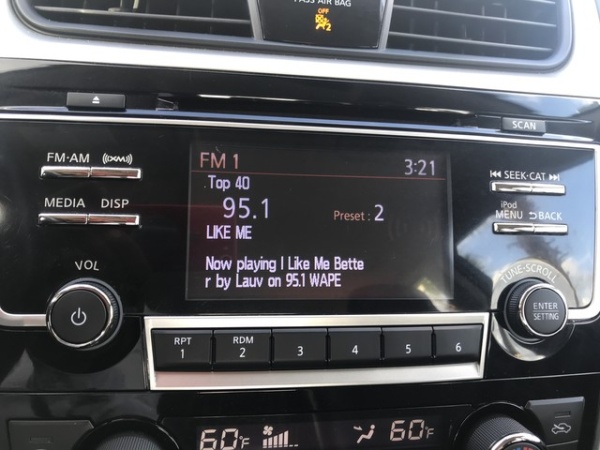 PASS AIR BAG
OFF
2
SCAN
FM·AM
((XM))
FM 1
3:21
SEEK·CAT
Top 40
95.1
Preset : 2
MEDIA
DISP
iPod
MENU
BACK
LIKE ME
Now playing I Like Me Bette
r by Lauv on 95.1 WAPE
VOL
TUNE·SCROLL
ENTER
SETTING
RPT
1
RDM
2
3
4
5
6
60°F
60°F